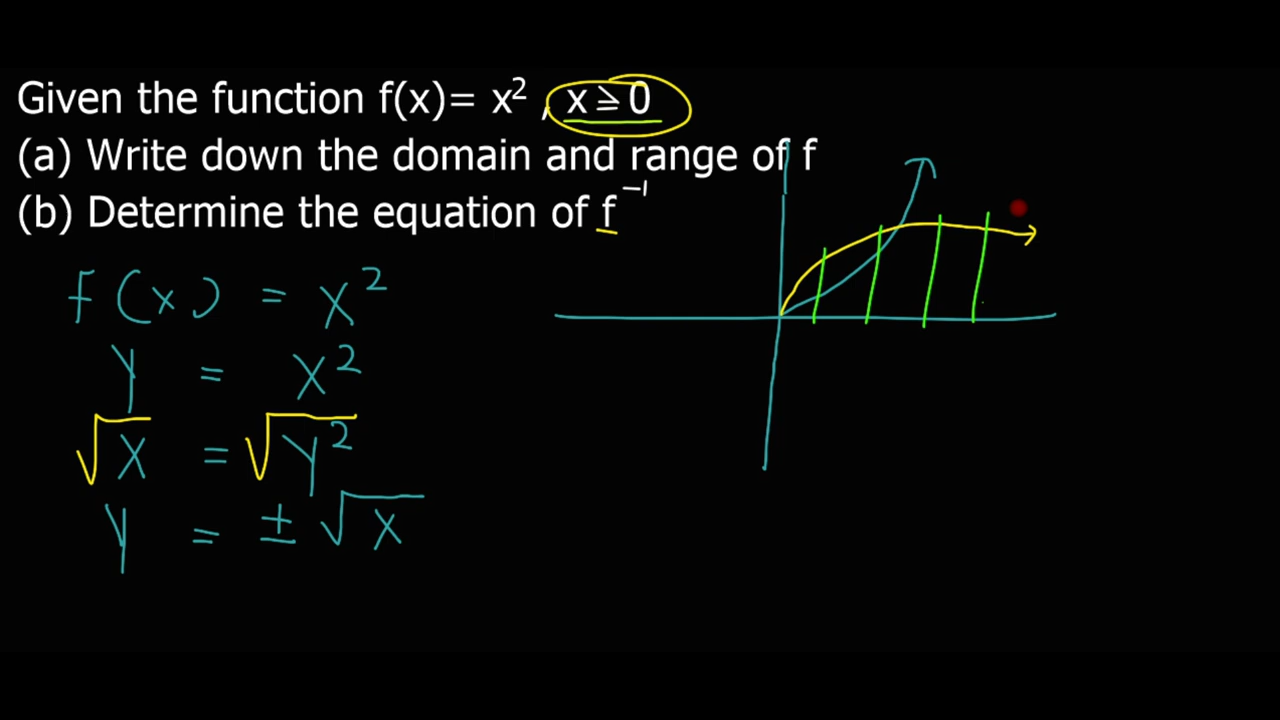 Given the function f(x)= x², x ≥ 0
(a) Write down the domain and range of f
(b) Determine the equation of f⁻¹
f(x) = x²
y = x²
√x = √y²
y = ± √x